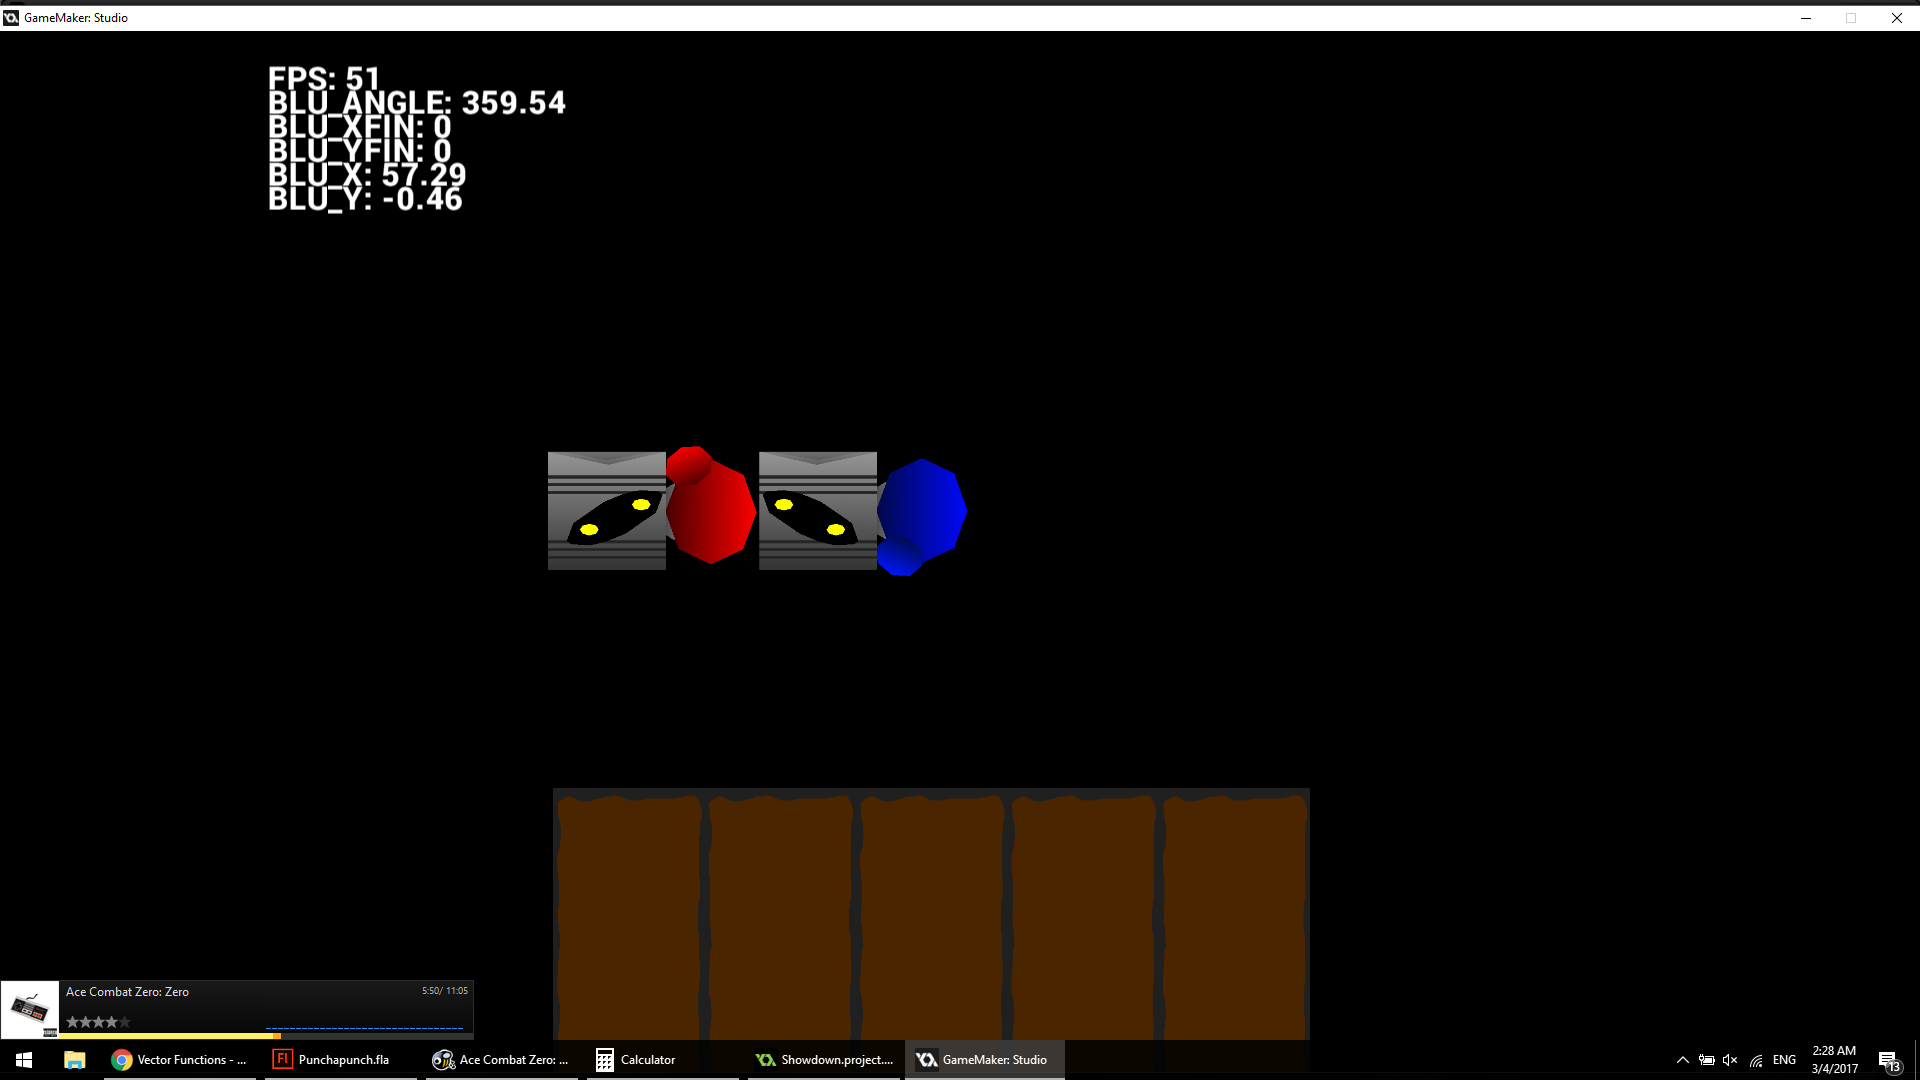 GameMaker: Studio
FPS: 51
BLU_ANGLE: 359.54
BLU_XFIN: 0
BLU_YFIN: 0
BLU_X: 57.29
BLU_Y: -0.46
Ace Combat Zero: Zero
5:50/ 11:05
Vector Functions - ...
Fl
Punchapunch.fla
Ace Combat Zero: ...
Calculator
Showdown.project....
GameMaker: Studio
ENG
2:28 AM
3/4/2017
13